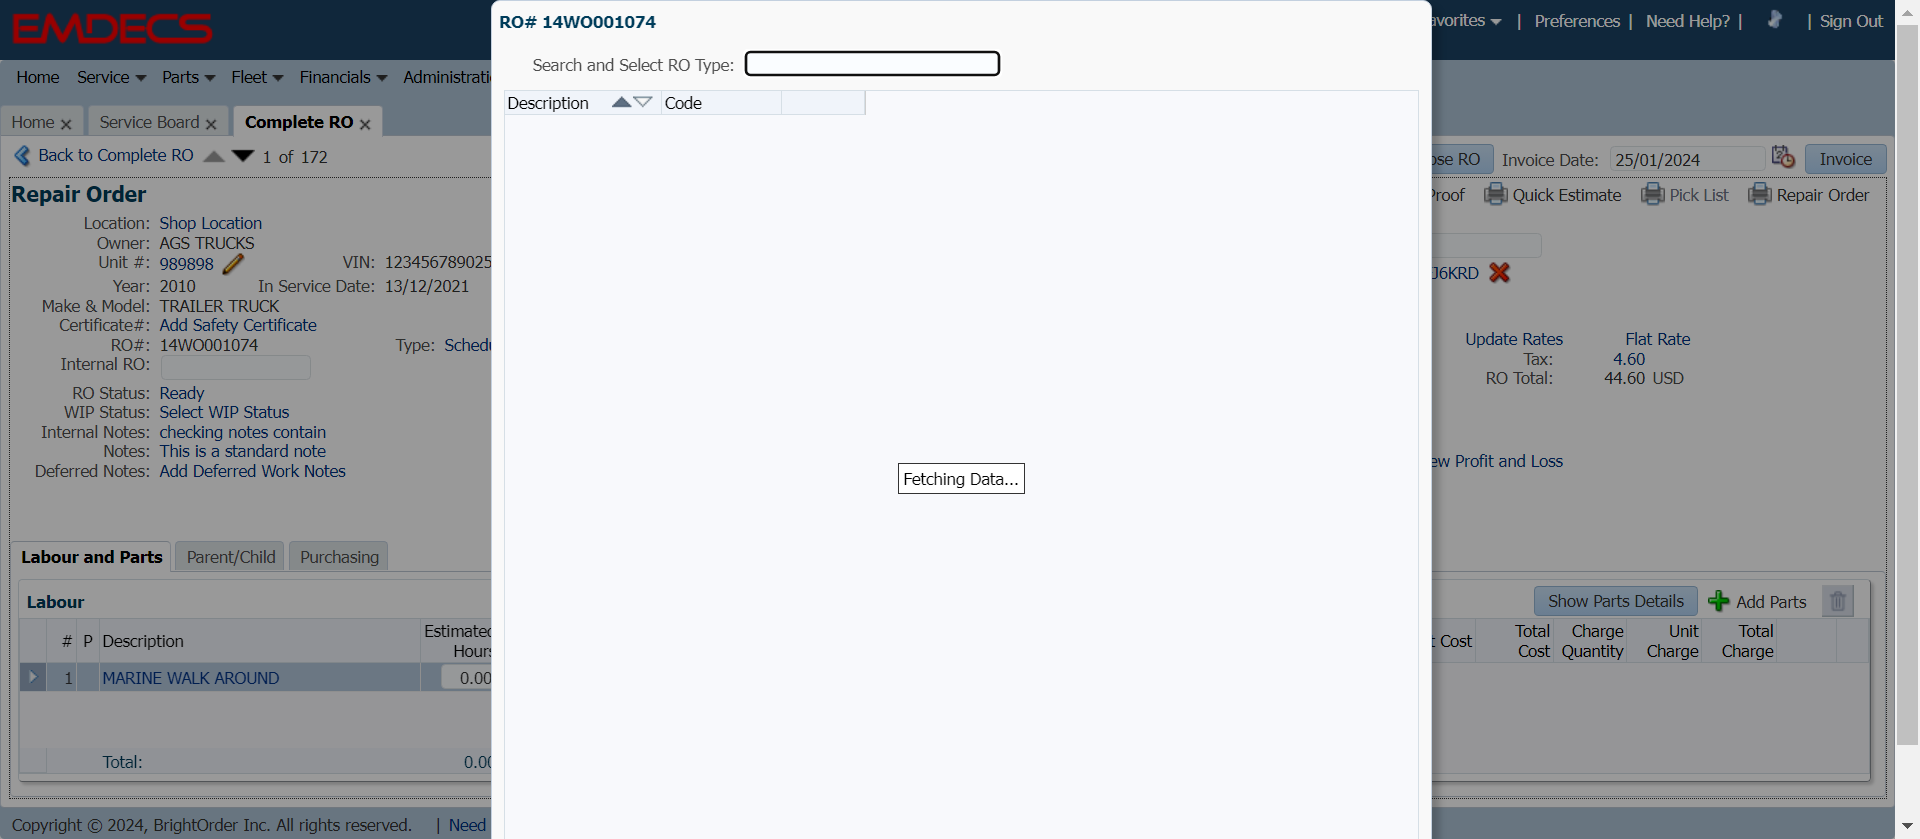 EMDECS
RO# 14WO001074
Preferences | Need Help? | | Sign Out
Search and Select RO Type:
Home Service Parts Fleet Financials
Description Code
Home Service Board Complete RO
Back to Complete RO 1 of 172
Invoice Date: 25/01/2024 Invoice
Repair Order
Quick Estimate Pick List Repair Order
Location: Shop Location
Owner: AGS TRUCKS
Unit #: 989898 VIN: 123456789025
J6KRD
Year: 2010 In Service Date: 13/12/2021
Make & Model: TRAILER TRUCK
Certificate#: Add Safety Certificate
RO#: 14WO001074 Type:
Internal RO:
Update Rates Flat Rate
Tax: 4.60
RO Total: 44.60 USD
RO Status: Ready
WIP Status: Select WIP Status
Internal Notes: checking notes contain
Notes: This is a standard note
Deferred Notes: Add Deferred Work Notes
Profit and Loss
Fetching Data...
Labour and Parts Parent/Child Purchasing
Labour
Show Parts Details Add Parts
# P Description Estimated Hours
Cost Total Cost Charge Quantity Unit Charge Total Charge
1 MARINE WALK AROUND 0.00
Total: 0.00
Copyright © 2024, BrightOrder Inc. All rights reserved. | Need